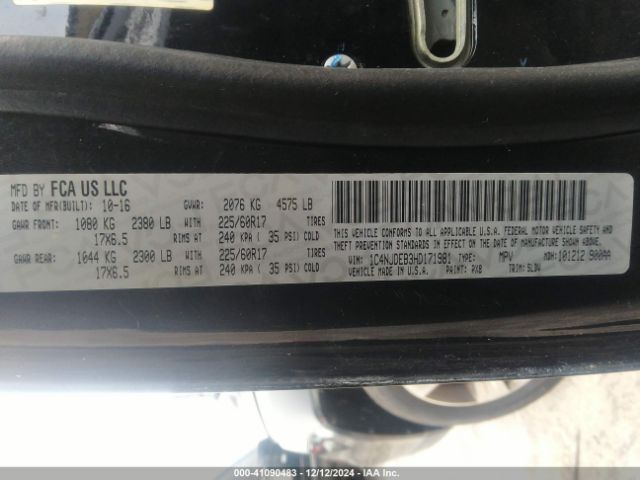 MFD BY FCA US LLC
DATE OF MFR(BUILT): 10-16 GVWR: 2076 KG 4575 LB
GAWR FRONT: 1080 KG 2380 LB WITH 225/60R17 TIRES
17X6.5 RIMS AT 240 KPA ( 35 PSI) COLD
GAWR REAR: 1044 KG 2300 LB WITH 225/60R17 TIRES
17X6.5 RIMS AT 240 KPA ( 35 PSI) COLD
THIS VEHICLE CONFORMS TO ALL APPLICABLE U.S.A. FEDERAL MOTOR VEHICLE SAFETY AND
THEFT PREVENTION STANDARDS IN EFFECT ON THE DATE OF MANUFACTURE SHOWN ABOVE.
VIN: 1C4NJDEB3HD171981 TYPE: MPV MDH:101212 900AA
MADE IN U.S.A. PAINT: PXB TRIM: SLDV
000-41090483 - 12/12/2024 - IAA Inc.